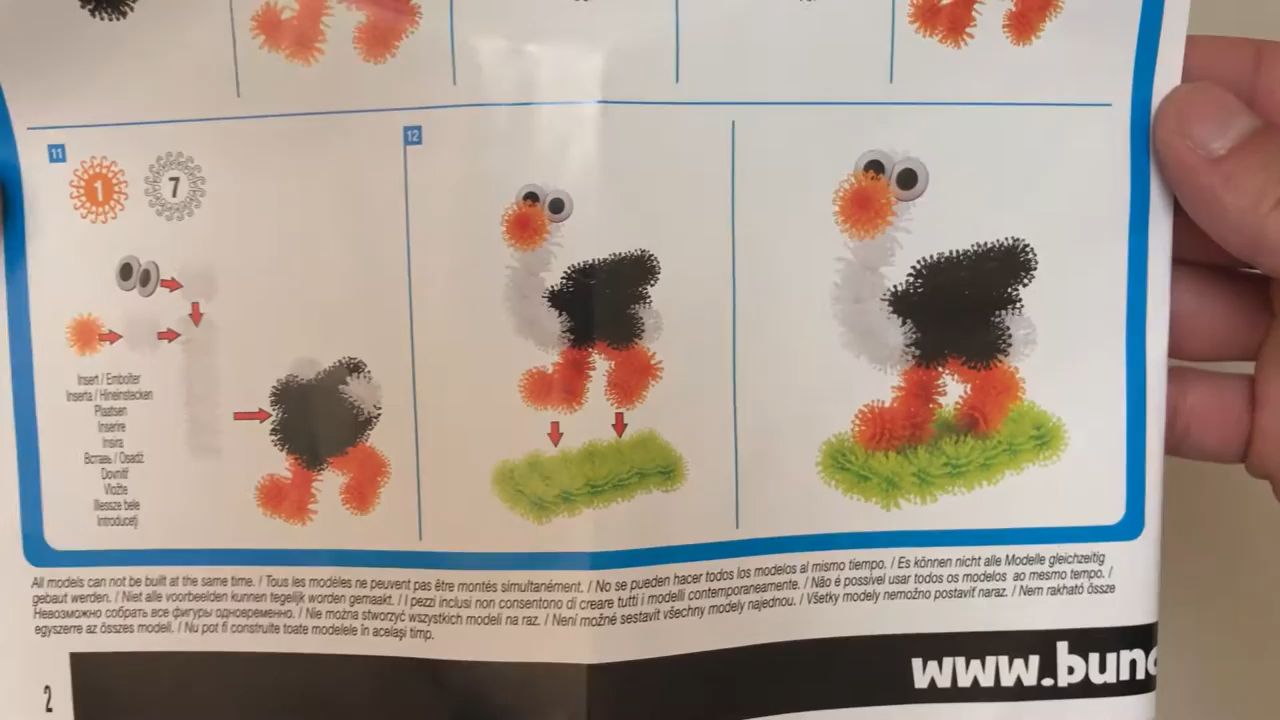 11
12
1
7
Insert / Emboîter
Inserta / Hineinstecken
Plaatsen
Inserire
Insira
Вставь / Osadź
Dovnitř
Vložte
Illessze bele
Introduceţi
All models can not be built at the same time. / Tous les modèles ne peuvent pas être montés simultanément. / No se pueden hacer todos los modelos al mismo tiempo. / Es können nicht alle Modelle gleichzeitig
gebaut werden. / Niet alle voorbeelden kunnen tegelijk worden gemaakt. / I pezzi inclusi non consentono di creare tutti i modelli contemporaneamente. / Não é possível usar todos os modelos ao mesmo tempo. /
Невозможно собрать все фигуры одновременно. / Nie można stworzyć wszystkich modeli na raz. / Není možné sestavit všechny modely najednou. / Všetky modely nemožno postaviť naraz. / Nem rakható össze
egyszerre az összes modell. / Nu pot fi construite toate modelele în acelaşi timp.
2
www.bunc